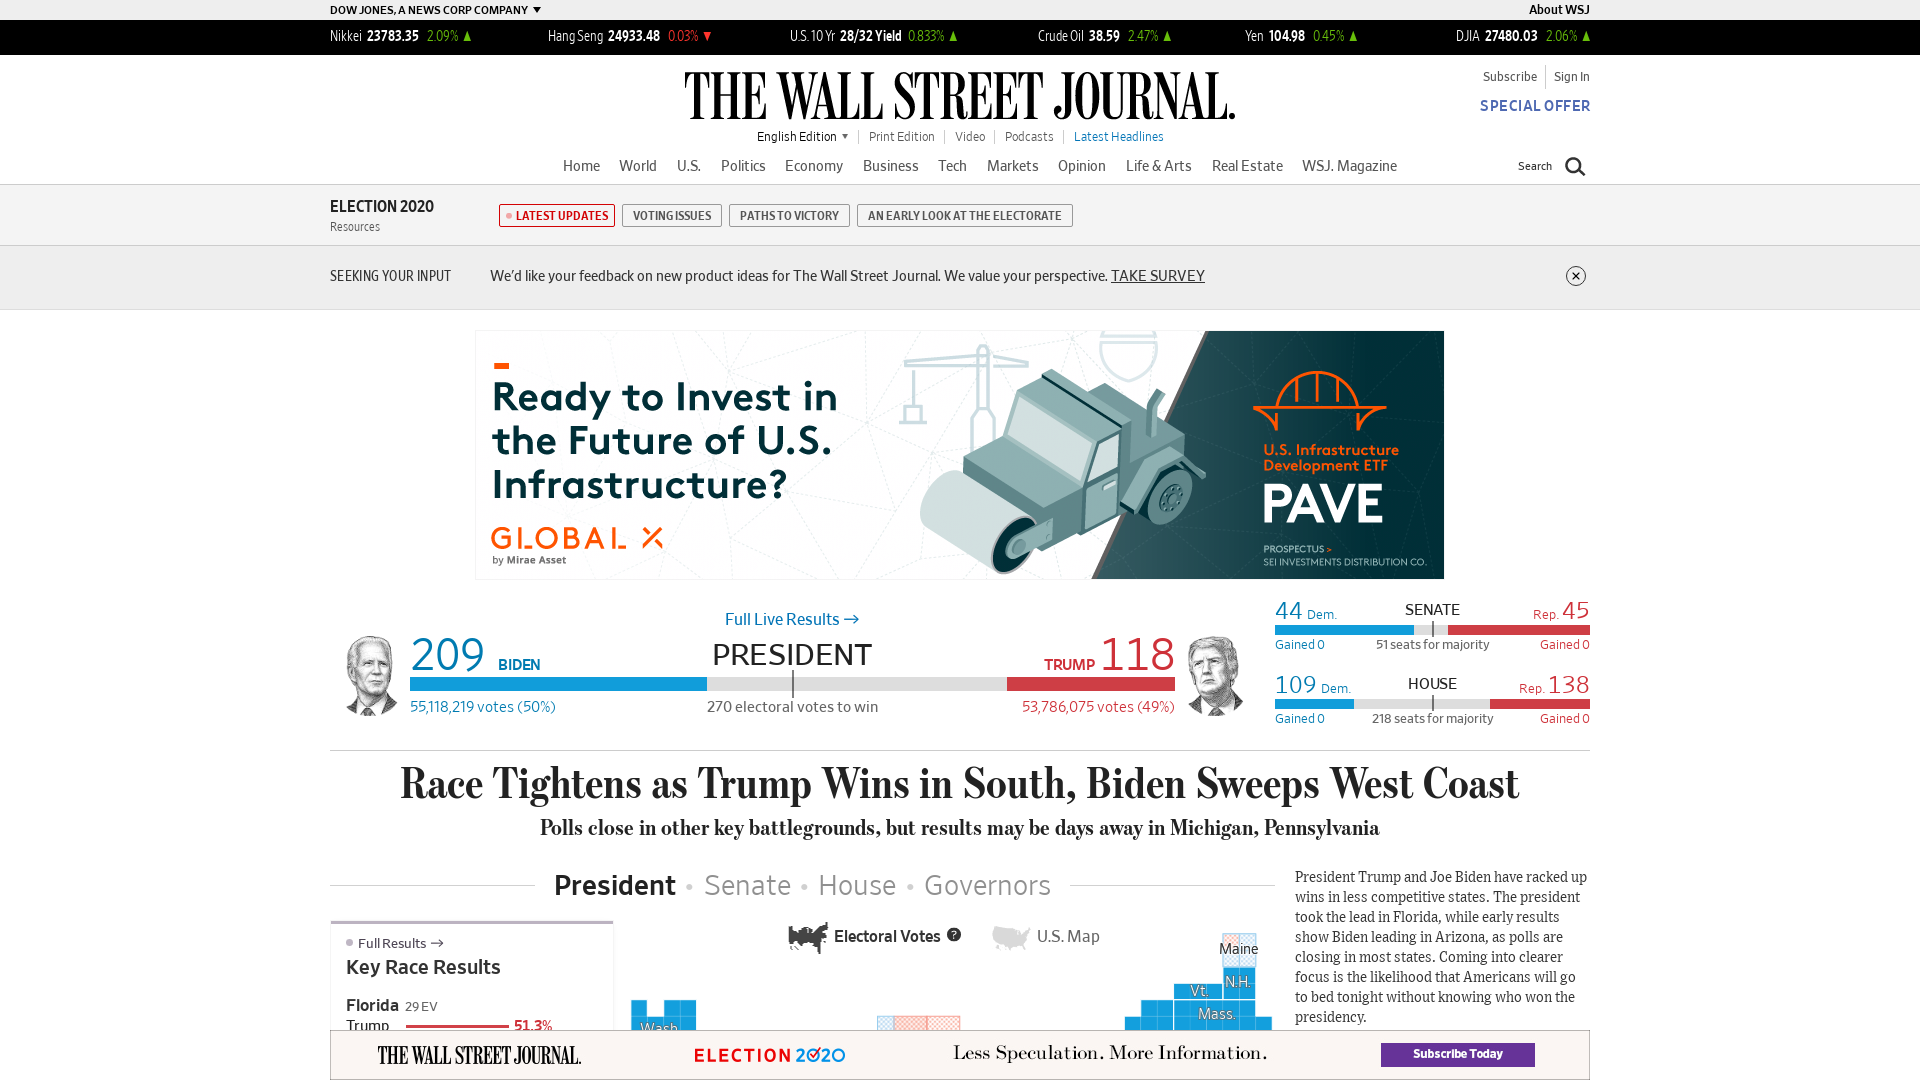 DOW JONES, A NEWS CORP COMPANY
About WSJ
Nikkei 23783.35 2.09%
Hang Seng 24933.48 0.03%
U.S. 10 Yr 28/32 Yield 0.833%
Crude Oil 38.59 2.47%
Yen 104.98 0.45%
DJIA 27480.03 2.06%
THE WALL STREET JOURNAL.
Subscribe
Sign In
SPECIAL OFFER
English Edition
Print Edition
Video
Podcasts
Latest Headlines
Home
World
U.S.
Politics
Economy
Business
Tech
Markets
Opinion
Life & Arts
Real Estate
WSJ. Magazine
Search
ELECTION 2020
Resources
LATEST UPDATES
VOTING ISSUES
PATHS TO VICTORY
AN EARLY LOOK AT THE ELECTORATE
SEEKING YOUR INPUT
We’d like your feedback on new product ideas for The Wall Street Journal. We value your perspective. TAKE SURVEY
Ready to Invest in
the Future of U.S.
Infrastructure?
GLOBAL X
by Mirae Asset
U.S. Infrastructure
Development ETF
PAVE
PROSPECTUS >
SEI INVESTMENTS DISTRIBUTION CO.
Full Live Results →
209 BIDEN
PRESIDENT
TRUMP 118
55,118,219 votes (50%)
270 electoral votes to win
53,786,075 votes (49%)
44 Dem.
SENATE
Rep. 45
Gained 0
51 seats for majority
Gained 0
109 Dem.
HOUSE
Rep. 138
Gained 0
218 seats for majority
Gained 0
Race Tightens as Trump Wins in South, Biden Sweeps West Coast
Polls close in other key battlegrounds, but results may be days away in Michigan, Pennsylvania
President • Senate • House • Governors
Full Results →
Key Race Results
Florida 29 EV
Trump 51.3%
Electoral Votes ?
U.S. Map
Maine
N.H.
Vt.
Mass.
Wash.
President Trump and Joe Biden have racked up
wins in less competitive states. The president
took the lead in Florida, while early results
show Biden leading in Arizona, as polls are
closing in most states. Coming into clearer
focus is the likelihood that Americans will go
to bed tonight without knowing who won the
presidency.
THE WALL STREET JOURNAL.
ELECTION 2020
Less Speculation. More Information.
Subscribe Today